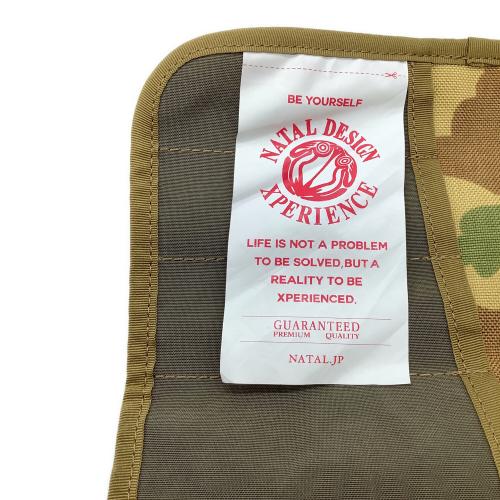 BE YOURSELF
NATAL DESIGN
XPERIENCE
LIFE IS NOT A PROBLEM
TO BE SOLVED,BUT A
REALITY TO BE
XPERIENCED.
GUARANTEED
PREMIUM QUALITY
NATAL.JP